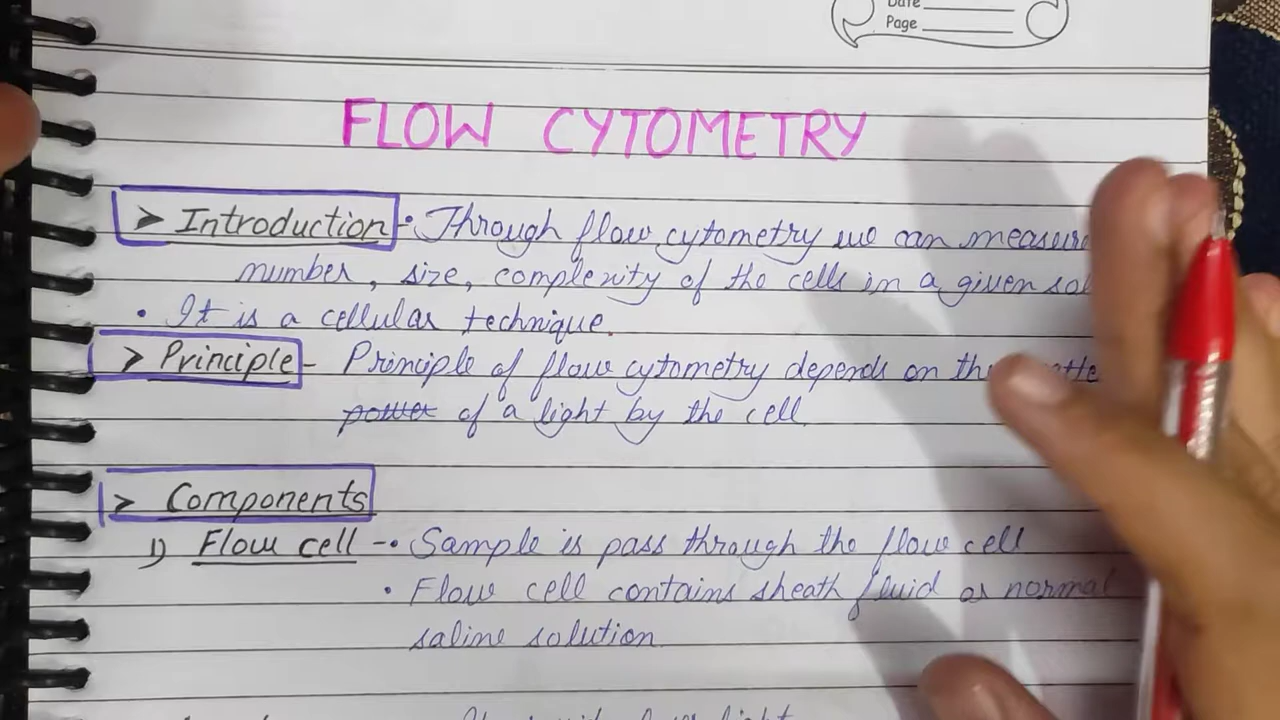 Date
Page
FLOW CYTOMETRY
➤ Introduction :- Through flow cytometry we can measure
number, size, complexity of the cells in a given
• It is a cellular technique.
➤ Principle - Principle of flow cytometry depends on
power of a light by the cell
➤ Components
1) Flow cell - • Sample is pass through the flow cell
• Flow cell contains sheath fluid or normal
saline solution